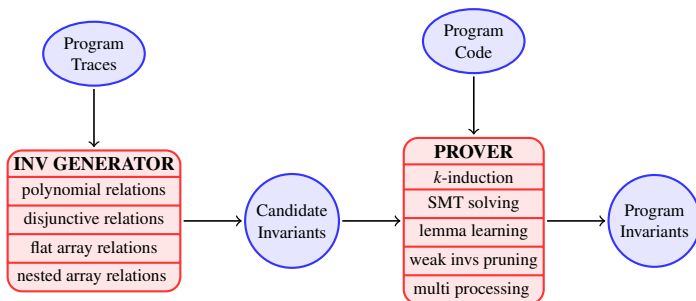 Program
Traces
Program
Code
INV GENERATOR
polynomial relations
disjunctive relations
flat array relations
nested array relations
Candidate
Invariants
PROVER
k-induction
SMT solving
lemma learning
weak invs pruning
multi processing
Program
Invariants